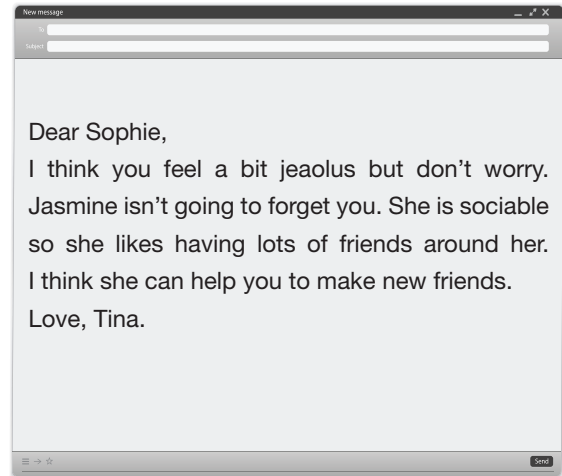 New message
To
Subject
Dear Sophie,
I think you feel a bit jeaolus but don't worry.
Jasmine isn't going to forget you. She is sociable
so she likes having lots of friends around her.
I think she can help you to make new friends.
Love, Tina.
Send